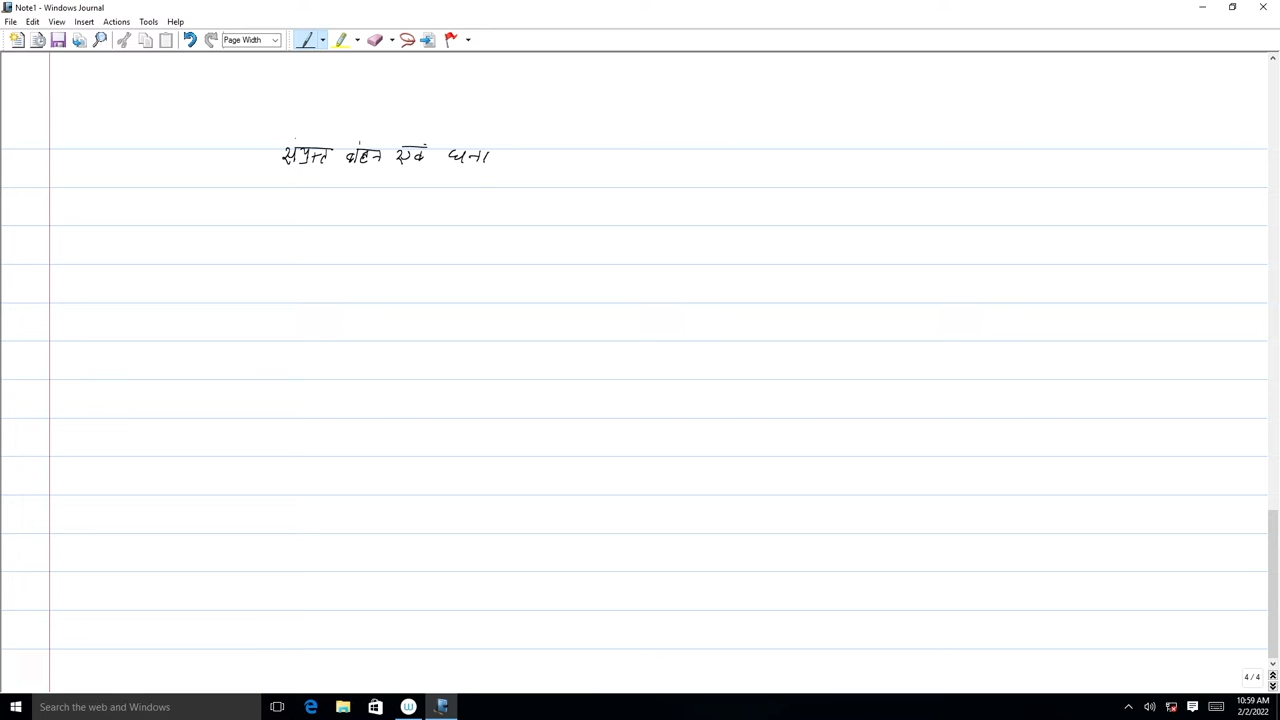 Note1 - Windows Journal
File Edit View Insert Actions Tools Help
Page Width
एवं घना
4 / 4
Search the web and Windows
10:59 AM
2/2/2022